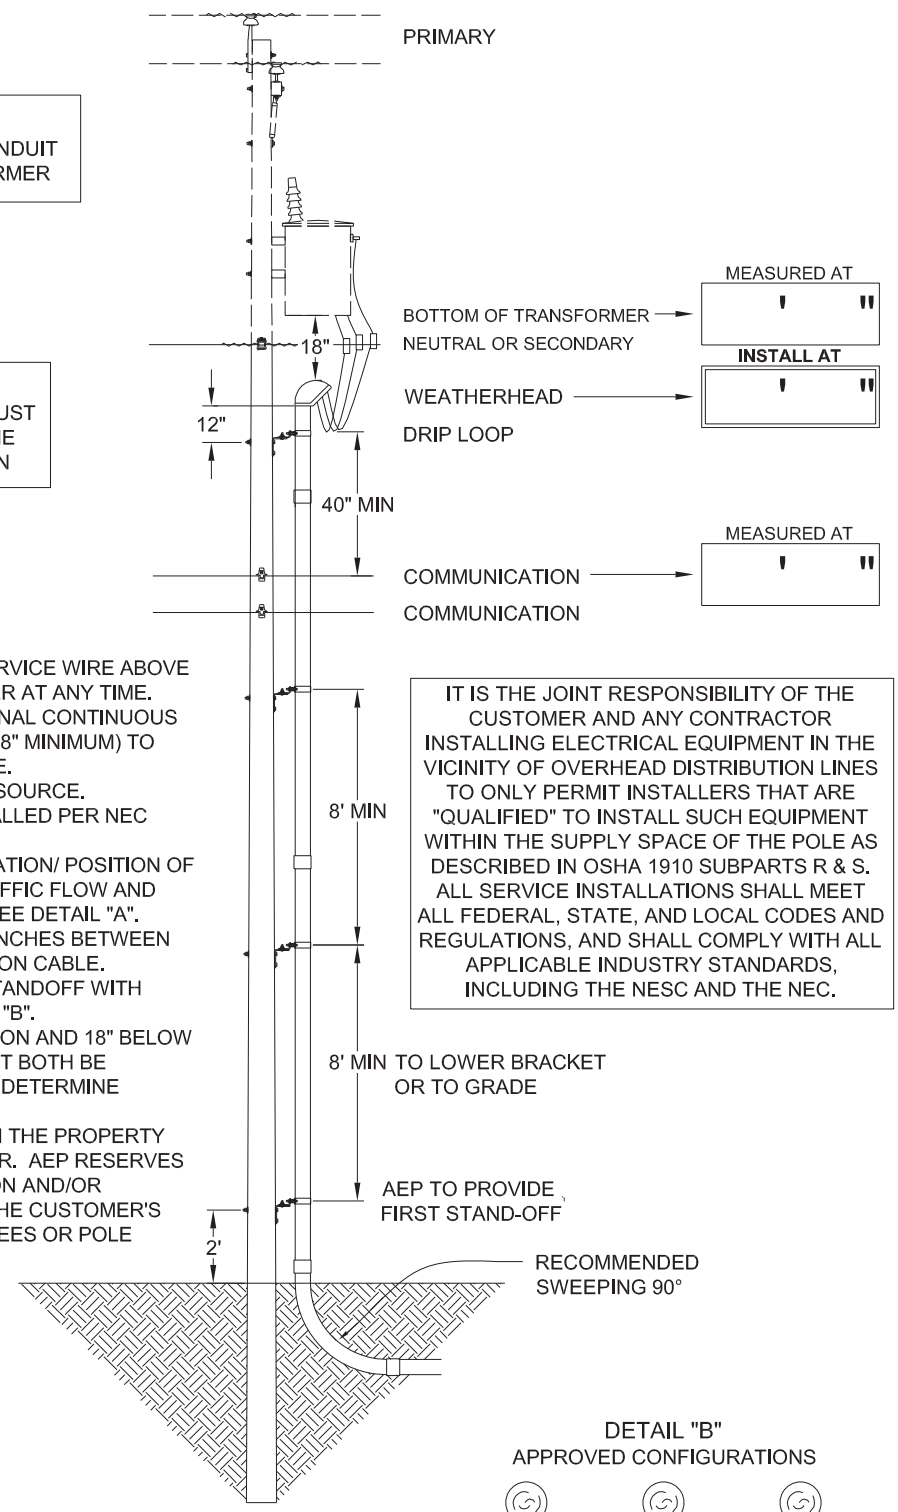 PRIMARY
NDUIT
RMER
MEASURED AT
' "
BOTTOM OF TRANSFORMER
NEUTRAL OR SECONDARY
18"
INSTALL AT
' "
WEATHERHEAD
DRIP LOOP
UST
HE
N
12"
40" MIN
MEASURED AT
' "
COMMUNICATION
COMMUNICATION
RVICE WIRE ABOVE
R AT ANY TIME.
NAL CONTINUOUS
8" MINIMUM) TO
E.
SOURCE.
ALLED PER NEC
ATION/ POSITION OF
FFIC FLOW AND
EE DETAIL "A".
NCHES BETWEEN
ON CABLE.
TANDOFF WITH
"B".
ON AND 18" BELOW
T BOTH BE
DETERMINE
THE PROPERTY
R. AEP RESERVES
ON AND/OR
HE CUSTOMER'S
EES OR POLE
IT IS THE JOINT RESPONSIBILITY OF THE
CUSTOMER AND ANY CONTRACTOR
INSTALLING ELECTRICAL EQUIPMENT IN THE
VICINITY OF OVERHEAD DISTRIBUTION LINES
TO ONLY PERMIT INSTALLERS THAT ARE
"QUALIFIED" TO INSTALL SUCH EQUIPMENT
WITHIN THE SUPPLY SPACE OF THE POLE AS
DESCRIBED IN OSHA 1910 SUBPARTS R & S.
ALL SERVICE INSTALLATIONS SHALL MEET
ALL FEDERAL, STATE, AND LOCAL CODES AND
REGULATIONS, AND SHALL COMPLY WITH ALL
APPLICABLE INDUSTRY STANDARDS,
INCLUDING THE NESC AND THE NEC.
8' MIN
8' MIN TO LOWER BRACKET
OR TO GRADE
AEP TO PROVIDE
FIRST STAND-OFF
2'
RECOMMENDED
SWEEPING 90°
DETAIL "B"
APPROVED CONFIGURATIONS